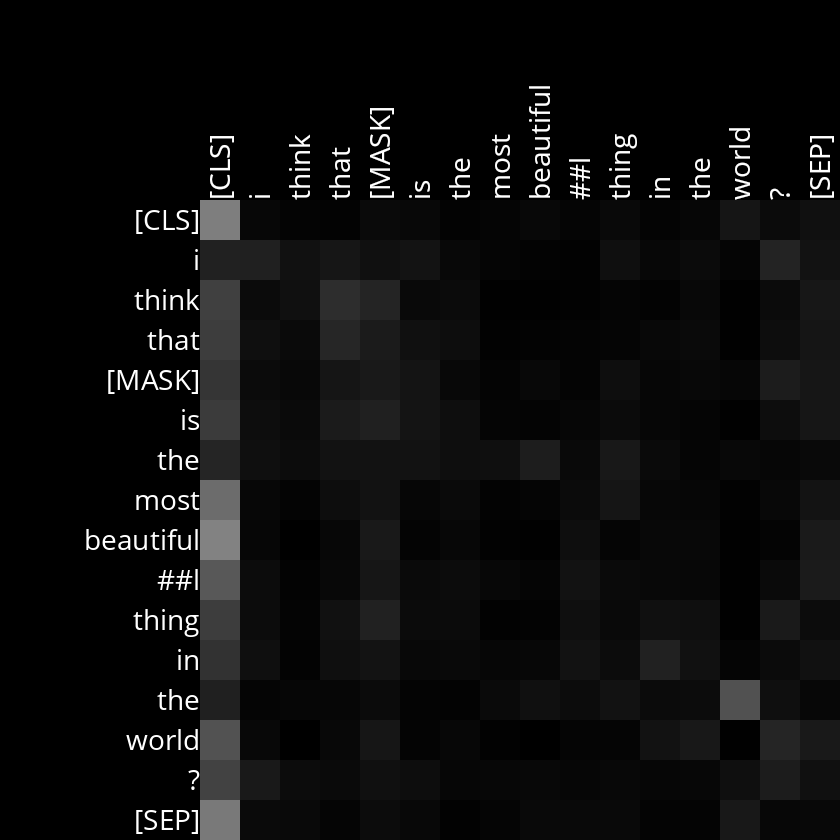 [CLS] i think that [MASK] is the most beautiful ##l thing in the world ? [SEP]
[CLS]
i
think
that
[MASK]
is
the
most
beautiful
##l
thing
in
the
world
?
[SEP]